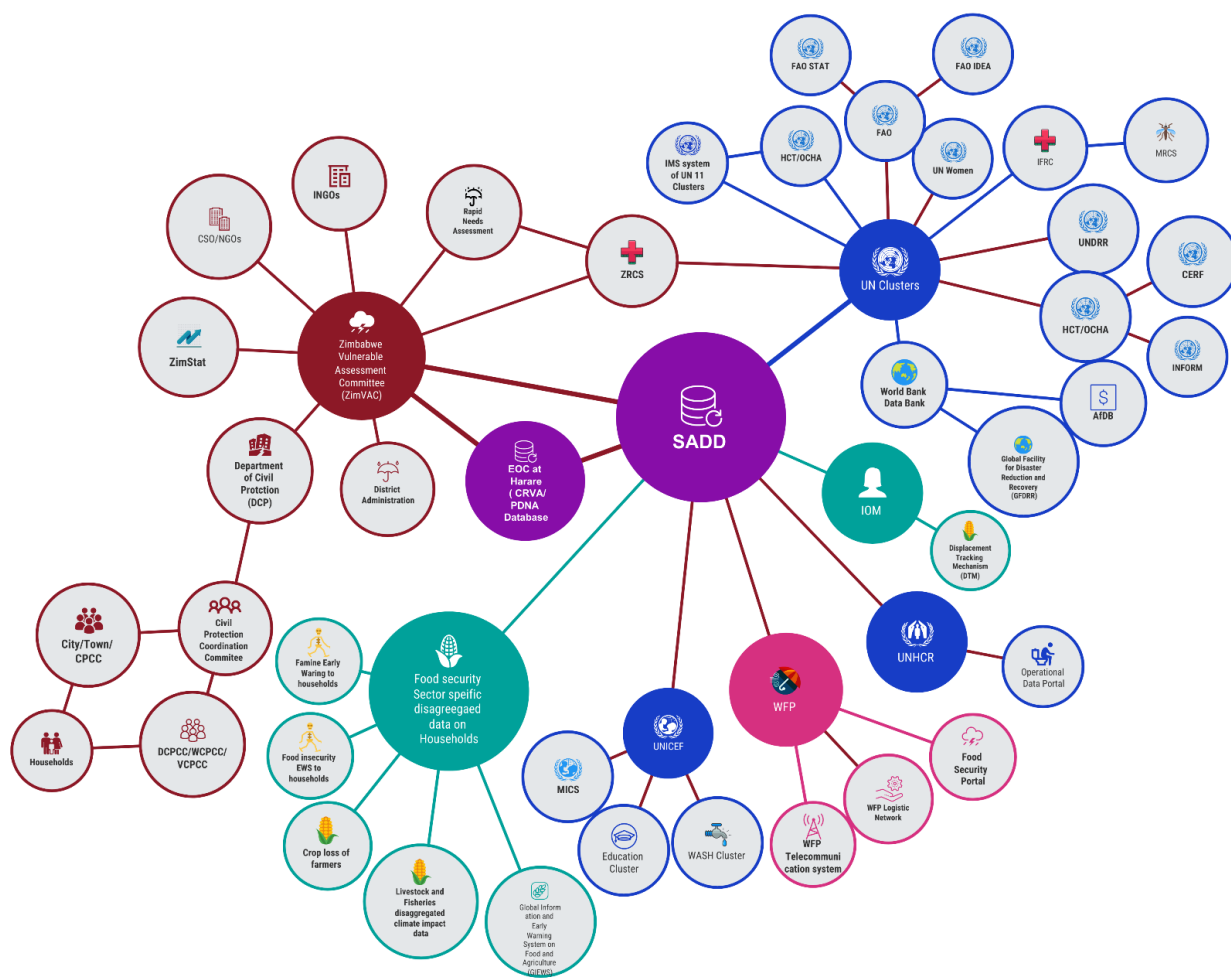 FAO STAT
FAO IDEA
FAO
IMS system
of UN 11
Clusters
HCT/OCHA
UN Women
IFRC
MRCS
INGOs
CSO/NGOs
Rapid
Needs
Assessment
ZRCS
UN Clusters
UNDRR
CERF
HCT/OCHA
INFORM
ZimStat
Zimbabwe
Vulnerable
Assessment
Committee
(ZimVAC)
SADD
World Bank
Data Bank
$
AfDB
Global Facility
for Disaster
Reduction and
Recovery
(GFDRR)
Department
of Civil
Protction
(DCP)
District
Administration
EOC at
Harare
( CRVA/
PDNA
Database
IOM
Displacement
Tracking
Mechanism
(DTM)
City/Town/
CPCC
Civil
Protection
Coordination
Commitee
Households
DCPCC/WCPCC/
VCPCC
Famine Early
Waring to
households
Food security
Sector speific
disagreegaed
data on
Households
Food insecurity
EWS to
households
Crop loss of
farmers
Livestock and
Fisheries
disaggregated
climate impact
data
Global Inform
ation and
Early
Warning
System on
Food and
Agriculture
(GIEWS)
UNICEF
MICS
Education
Cluster
WASH Cluster
WFP
WFP
Telecommuni
cation system
WFP Logistic
Network
Food
Security
Portal
UNHCR
Operational
Data Portal